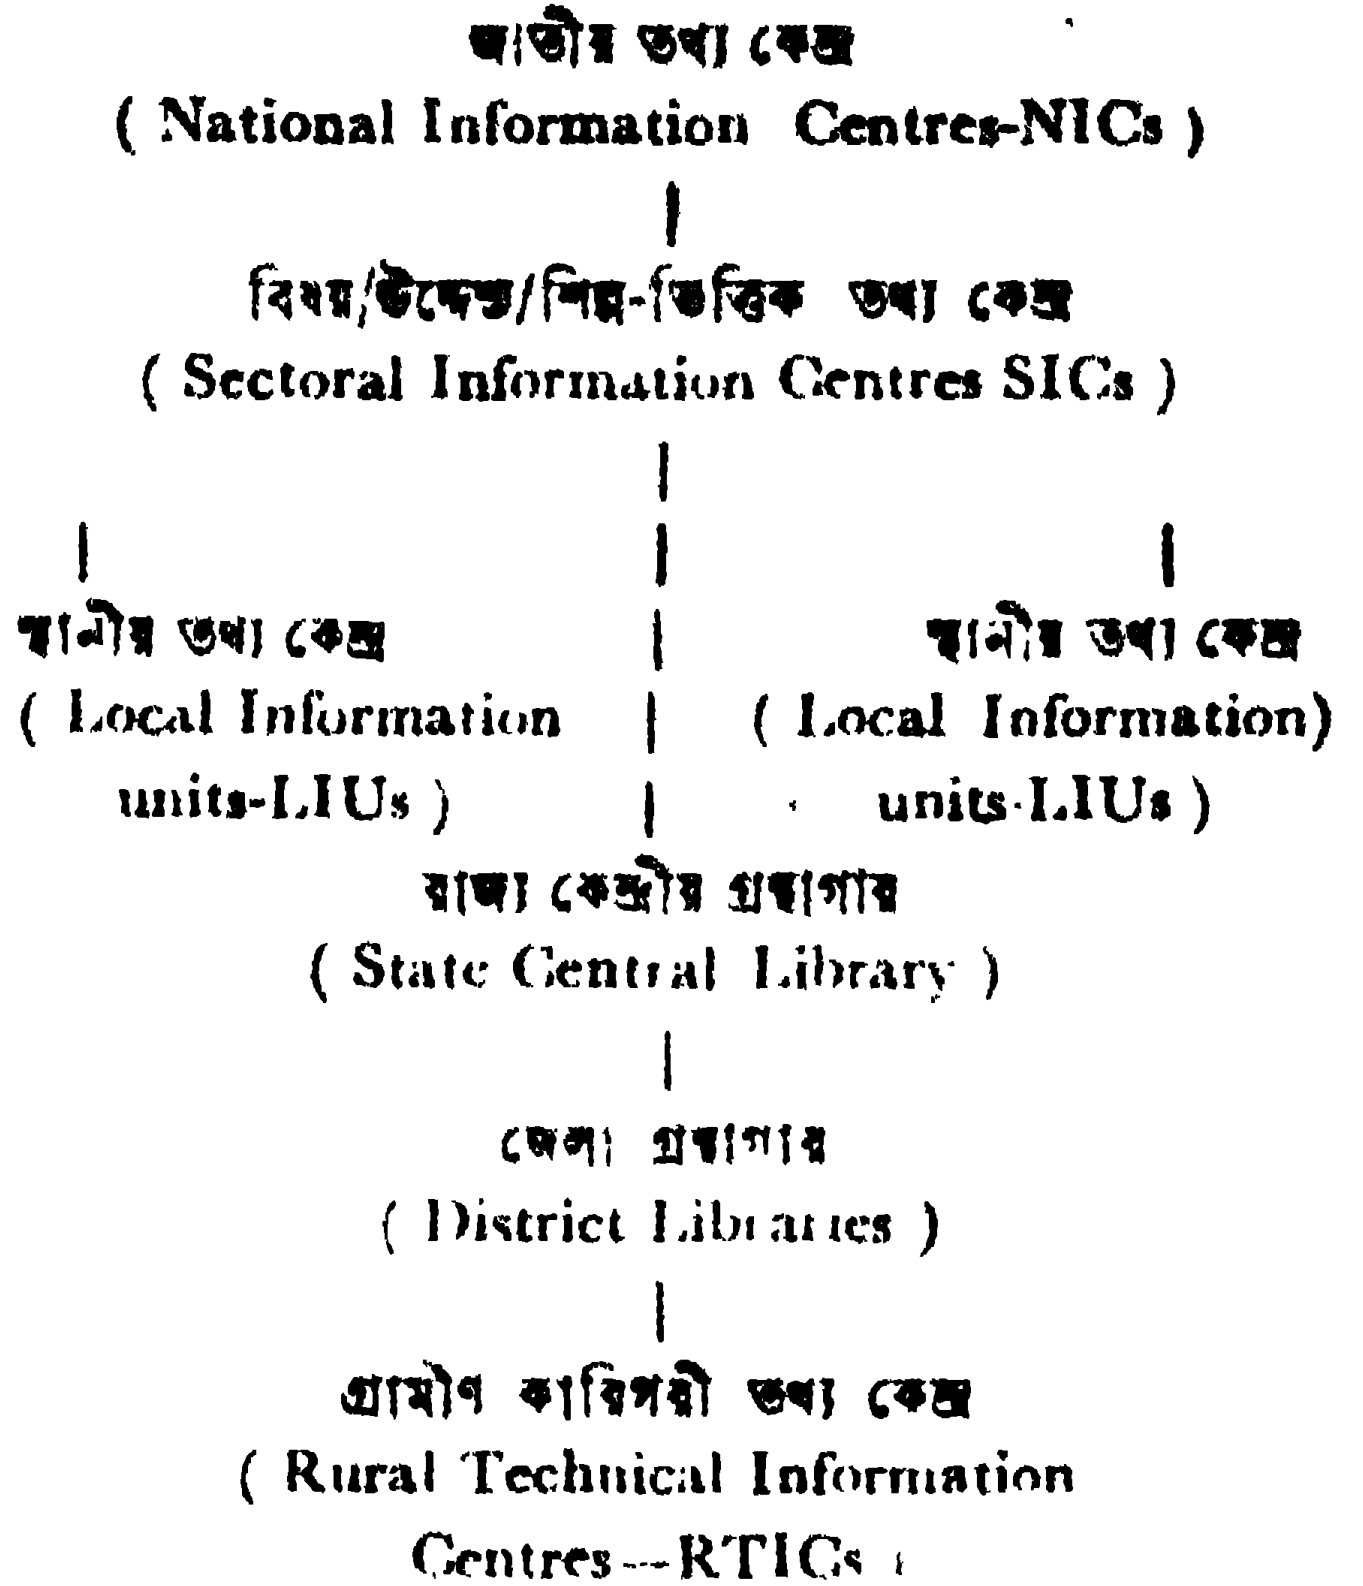 জাতীয় তথ্য কেন্দ্র
( National Information Centres-NICs )
বিষয়/উদ্দেশ্য/শিল্প-ভিত্তিক তথ্য কেন্দ্র
( Sectoral Information Centres SICs )
স্থানীয় তথ্য কেন্দ্র
( Local Information
units-LIUs )
স্থানীয় তথ্য কেন্দ্র
( Local Information)
units-LIUs )
রাজ্য কেন্দ্রীয় গ্রন্থাগার
( State Central Library )
জেলা গ্রন্থাগার
( District Libraries )
গ্রামীণ কারিগরী তথ্য কেন্দ্র
( Rural Technical Information
Centres—RTICs )